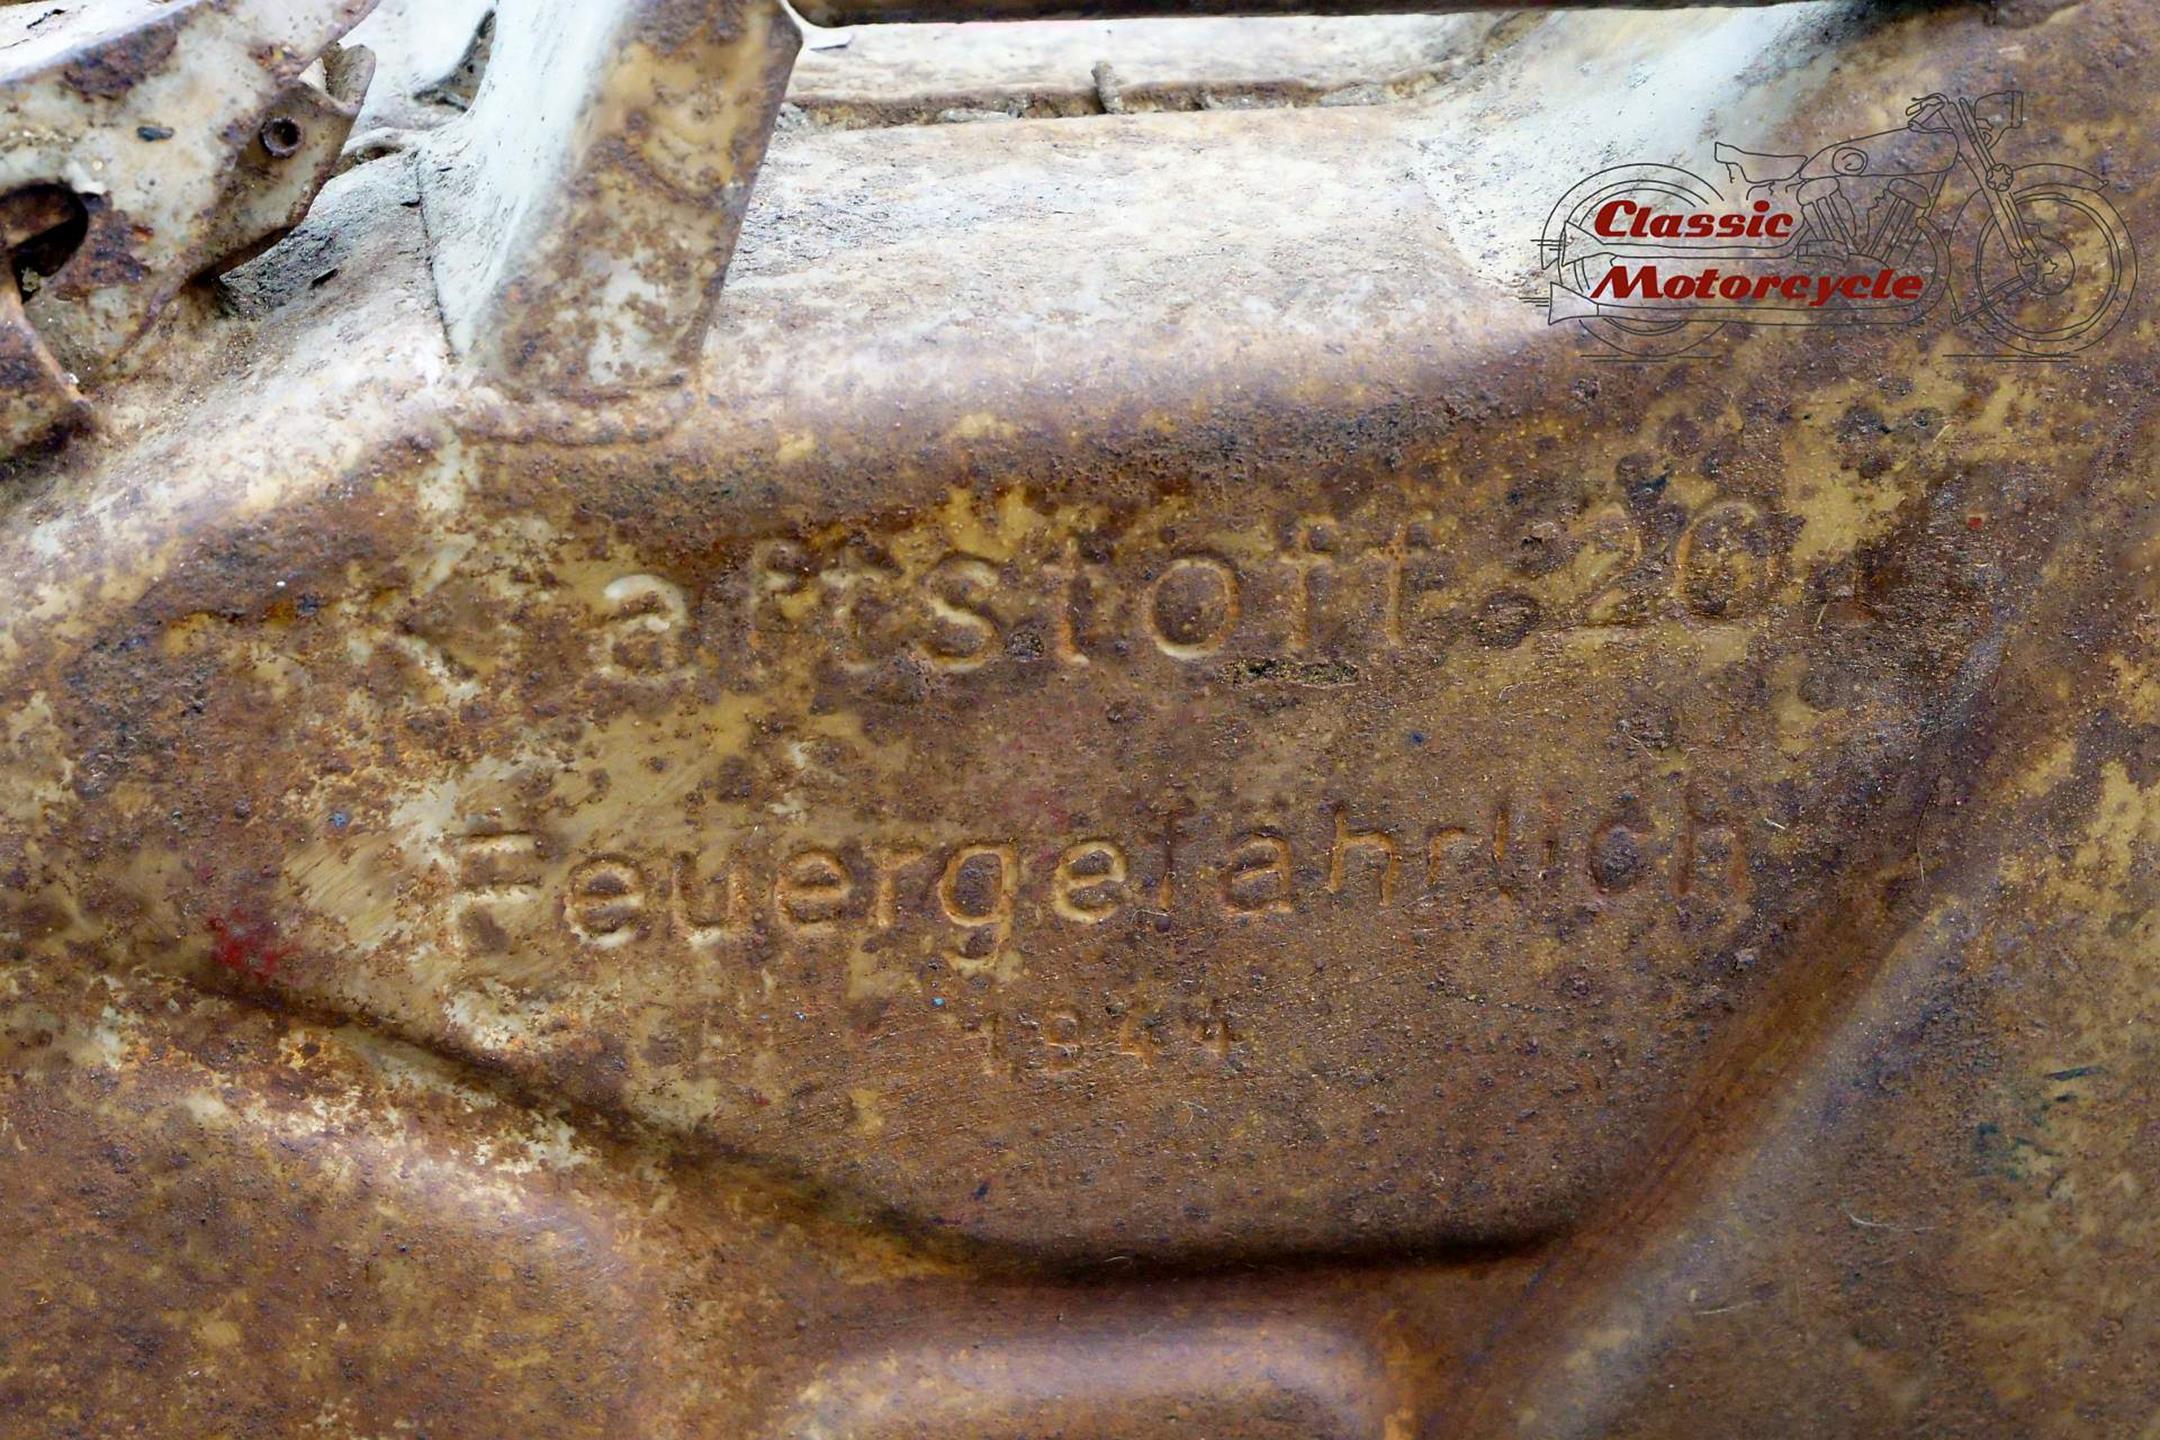 Classic
Motorcycle
Kraftstoff 20 L
Feuergefährlich
1944